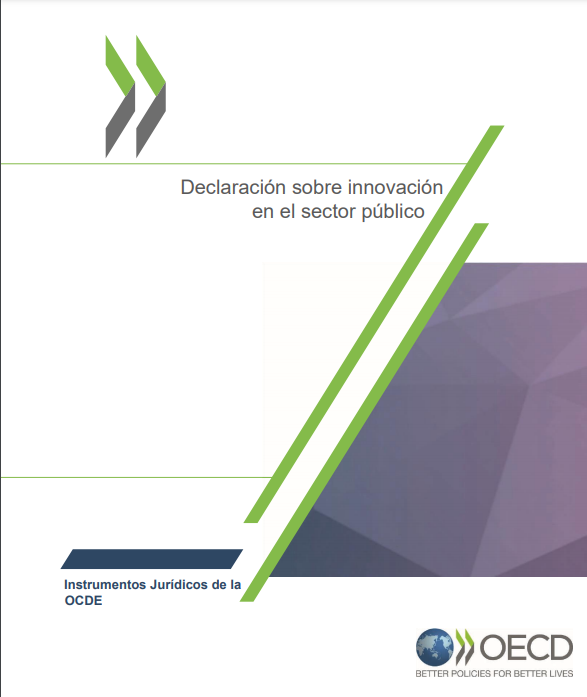 Declaración sobre innovación
en el sector público
Instrumentos Jurídicos de la
OCDE
OECD
BETTER POLICIES FOR BETTER LIVES